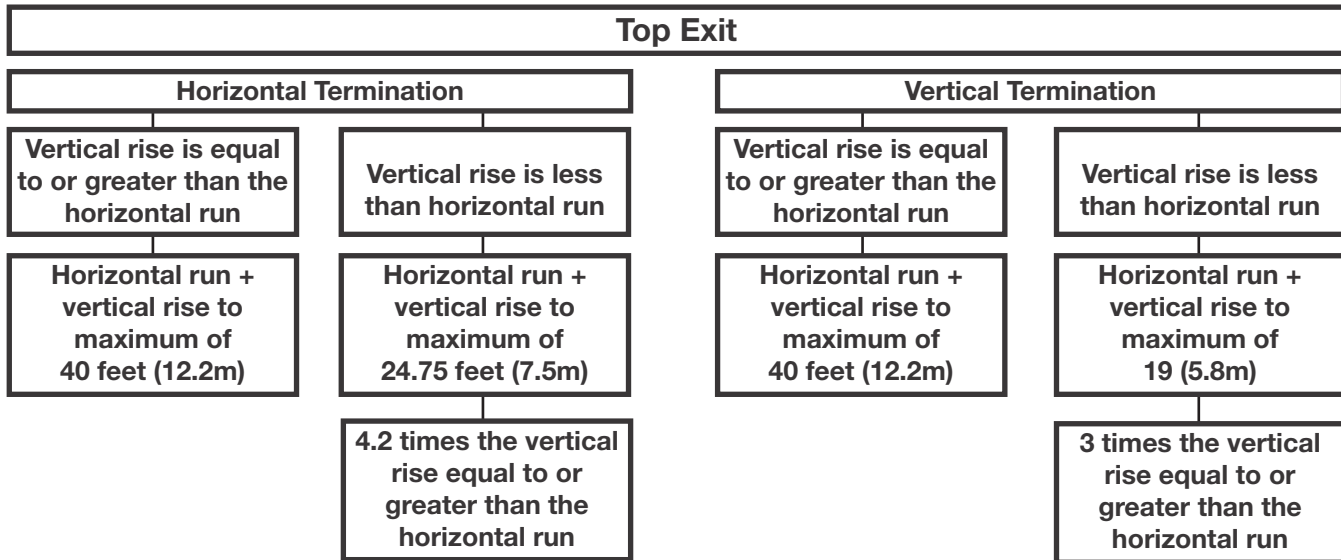 Top Exit
Horizontal Termination
Vertical rise is equal
to or greater than the
horizontal run
Horizontal run +
vertical rise to
maximum of
40 feet (12.2m)
Vertical rise is less
than horizontal run
Horizontal run +
vertical rise to
maximum of
24.75 feet (7.5m)
4.2 times the vertical
rise equal to or
greater than the
horizontal run
Vertical Termination
Vertical rise is equal
to or greater than the
horizontal run
Horizontal run +
vertical rise to
maximum of
40 feet (12.2m)
Vertical rise is less
than horizontal run
Horizontal run +
vertical rise to
maximum of
19 (5.8m)
3 times the vertical
rise equal to or
greater than the
horizontal run